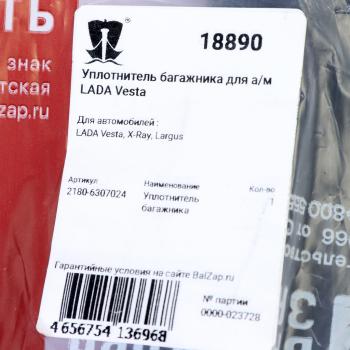 ТЬ
знак
тская
zap.ru
18890
Уплотнитель багажника для а/м
LADA Vesta
Для автомобилей :
LADA Vesta, X-Ray, Largus
Артикул Наименование Кол-во
2180-6307024 Уплотнитель 1
багажника
Гарантийные условия на сайте BalZap.ru
№ партии
0000-023728
4 656754 136968